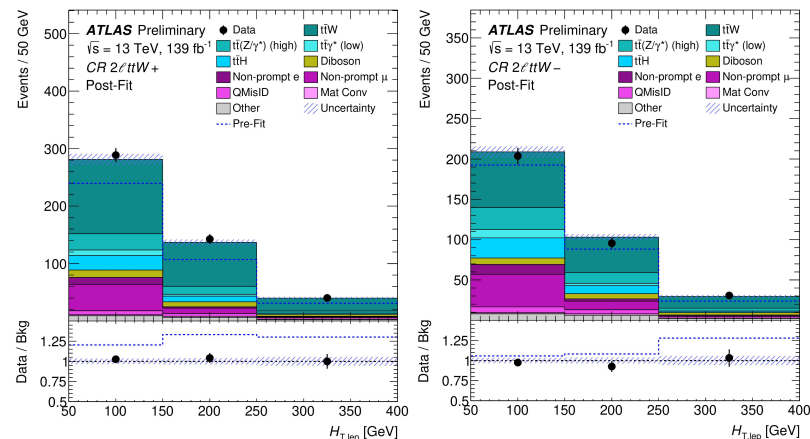 Events / 50 GeV
500
400
300
200
100
ATLAS Preliminary
√s = 13 TeV, 139 fb-1
CR 2ℓttW+
Post-Fit
Data
tt̄W
tt̄(Z/γ*) (high)
tt̄γ* (low)
tt̄H
Diboson
Non-prompt e
Non-prompt μ
QMisID
Mat Conv
Other
Uncertainty
Pre-Fit
Data / Bkg
1.25
1
0.75
0.5
50 100 150 200 250 300 350 400
H_T,lep [GeV]
Events / 50 GeV
350
300
250
200
150
100
50
ATLAS Preliminary
√s = 13 TeV, 139 fb-1
CR 2ℓttW−
Post-Fit
Data
tt̄W
tt̄(Z/γ*) (high)
tt̄γ* (low)
tt̄H
Diboson
Non-prompt e
Non-prompt μ
QMisID
Mat Conv
Other
Uncertainty
Pre-Fit
Data / Bkg
1.25
1
0.75
0.5
50 100 150 200 250 300 350 400
H_T,lep [GeV]